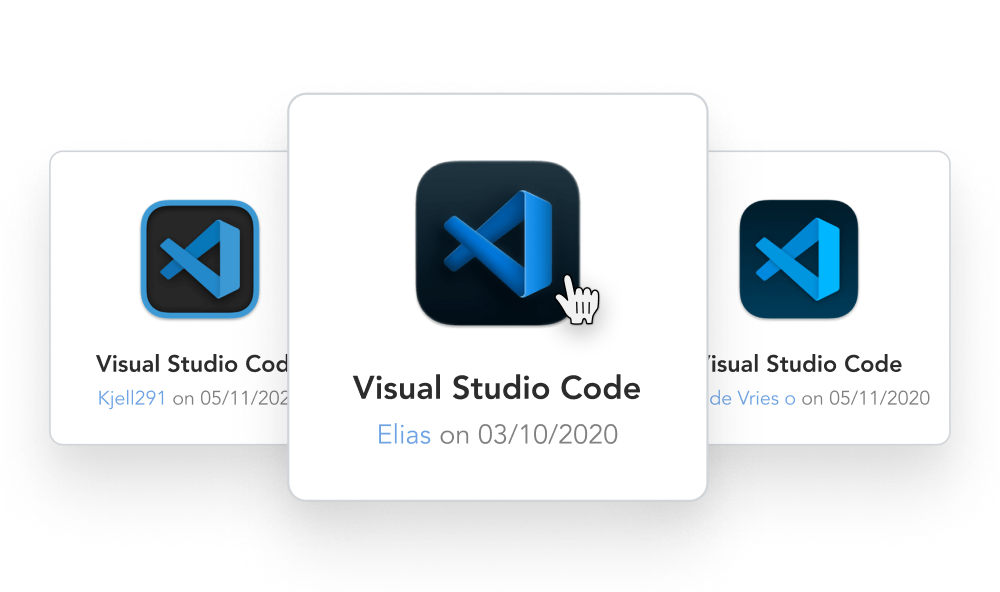 Visual Studio Cod
Kjell291 on 05/11/202
Visual Studio Code
Elias on 03/10/2020
isual Studio Code
de Vries o on 05/11/2020